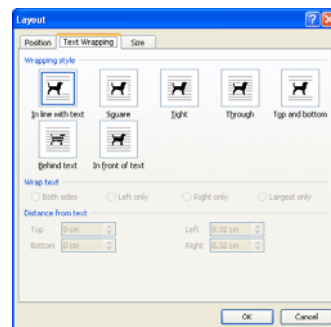 Layout
Position Text Wrapping Size
Wrapping style
In line with text Square Tight Through Top and bottom
Behind text In front of text
Wrap text
Both sides Left only Right only Largest only
Distance from text
Top 0 cm Left 0.32 cm
Bottom 0 cm Right 0.32 cm
OK Cancel